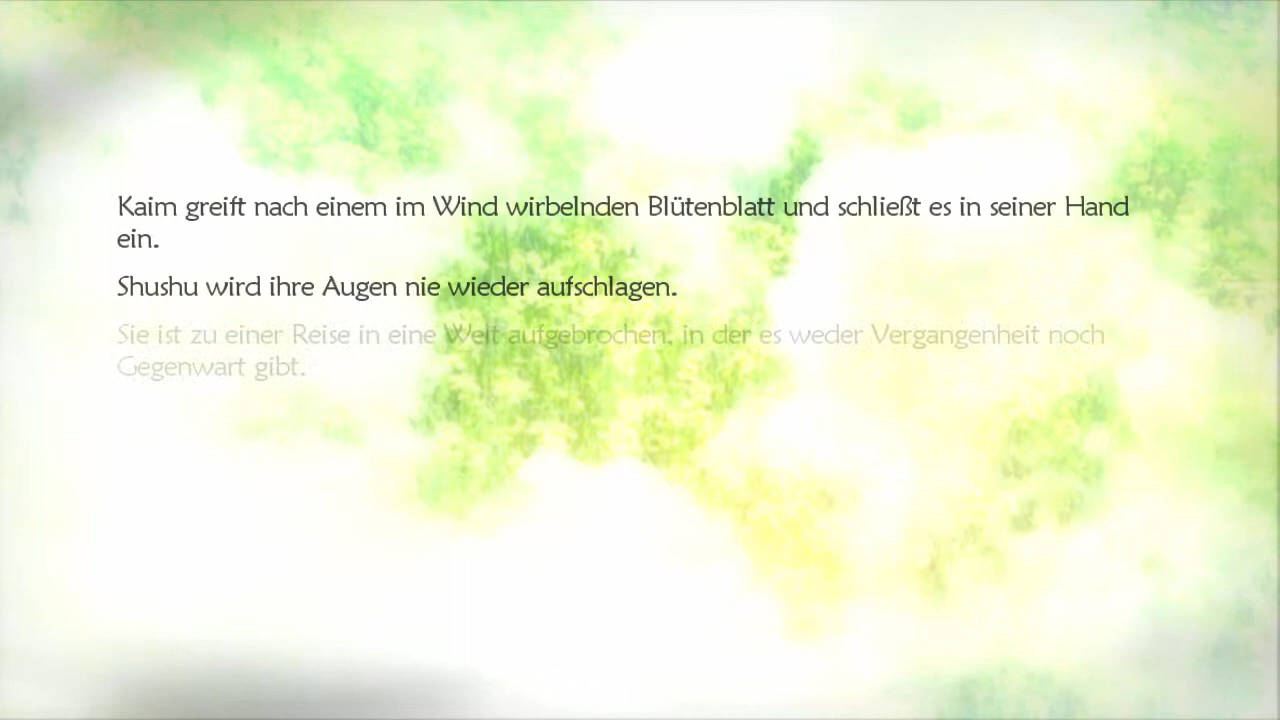 Kaim greift nach einem im Wind wirbelnden Blütenblatt und schließt es in seiner Hand
ein.
Shushu wird ihre Augen nie wieder aufschlagen.
Sie ist zu einer Reise in eine Welt aufgebrochen, in der es weder Vergangenheit noch
Gegenwart gibt.